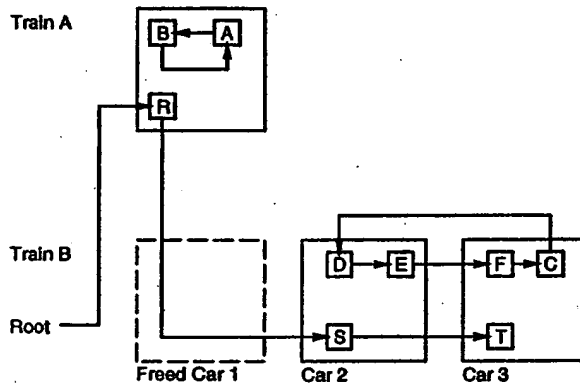 Train A
B A
R
Train B
D E F C
Root
S T
Freed Car 1 Car 2 Car 3